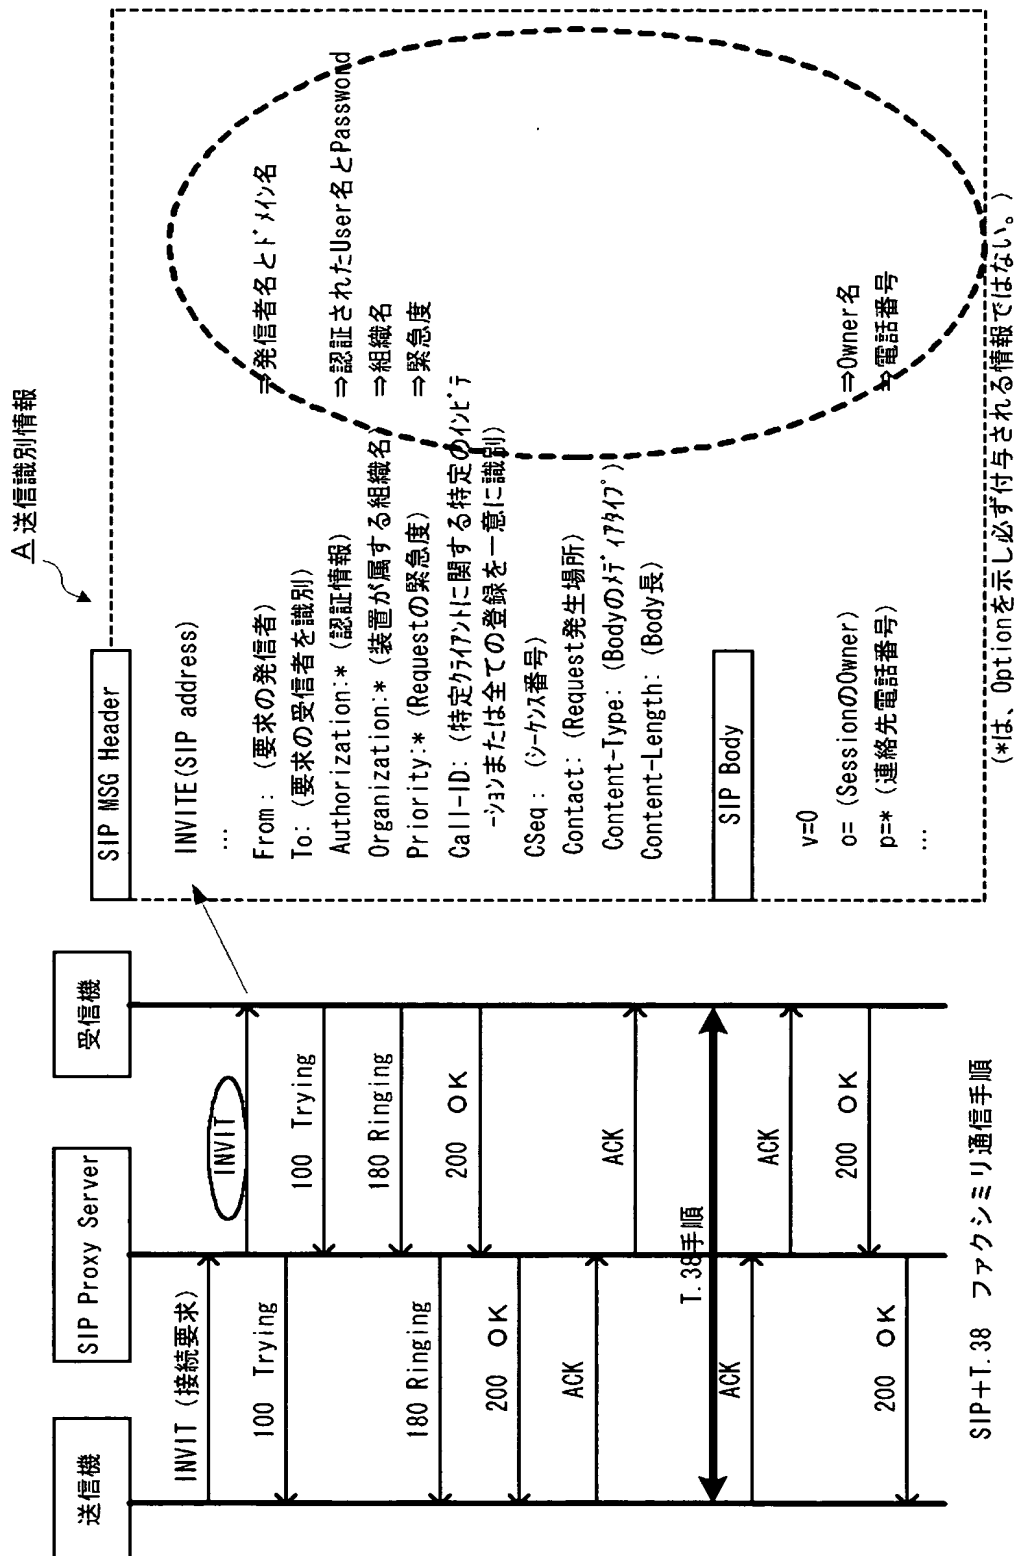 送信機
SIP Proxy Server
受信機
INVIT (接続要求)
INVIT
100 Trying
100 Trying
180 Ringing
180 Ringing
200 OK
200 OK
ACK
ACK
T.38手順
ACK
ACK
200 OK
200 OK
SIP+T.38 ファクシミリ通信手順
A 送信識別情報
SIP MSG Header
INVITE(SIP address)
...
From: (要求の発信者) ⇒発信者名とドメイン名
To: (要求の受信者を識別)
Authorization:* (認証情報) ⇒認証されたUser名とPasswond
Organization:* (装置が属する組織名) ⇒組織名
Priority:* (Requestの緊急度) ⇒緊急度
Call-ID: (特定クライアントに関する特定のインビテ
-ションまたは全ての登録を一意に識別)
CSeq: (シーケンス番号)
Contact: (Request発生場所)
Content-Type: (Bodyのメディアタイプ)
Content-Length: (Body長)
SIP Body
v=0
o= (SessionのOwner) ⇒Owner名
p=* (連絡先電話番号) ⇒電話番号
...
(*は、Optionを示し必ず付与される情報ではない。)